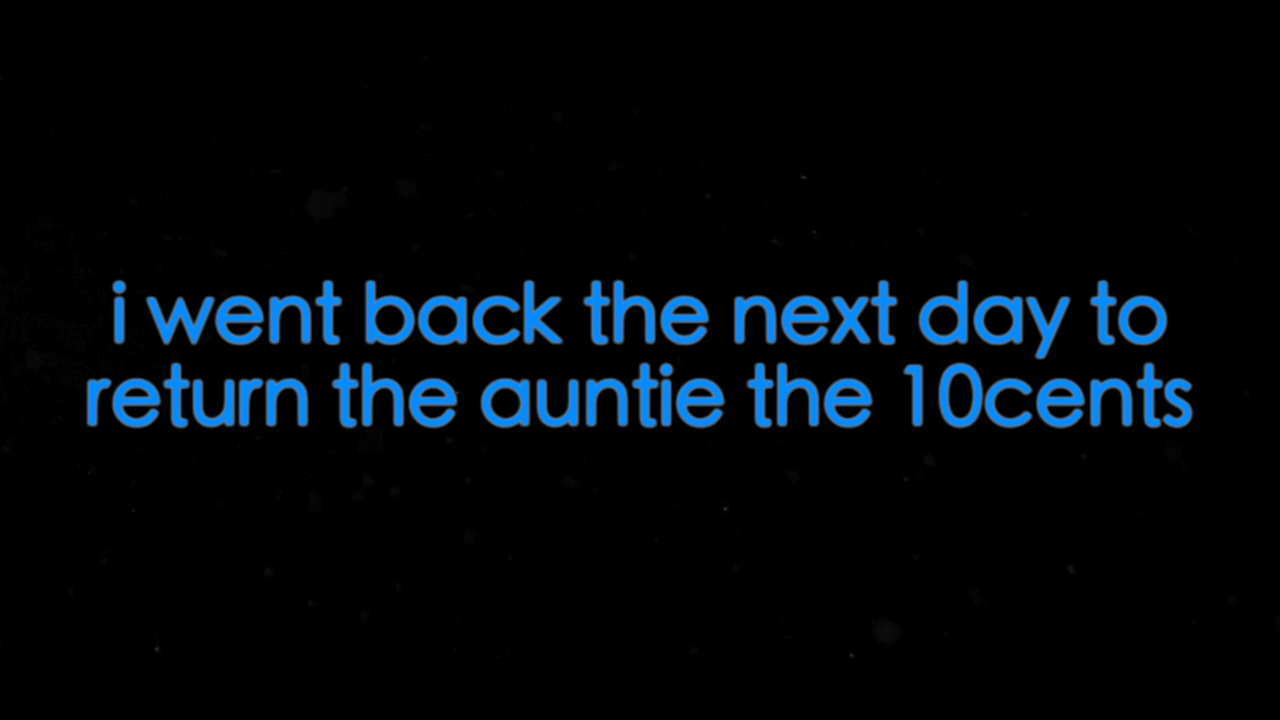 i went back the next day to
return the auntie the 10cents